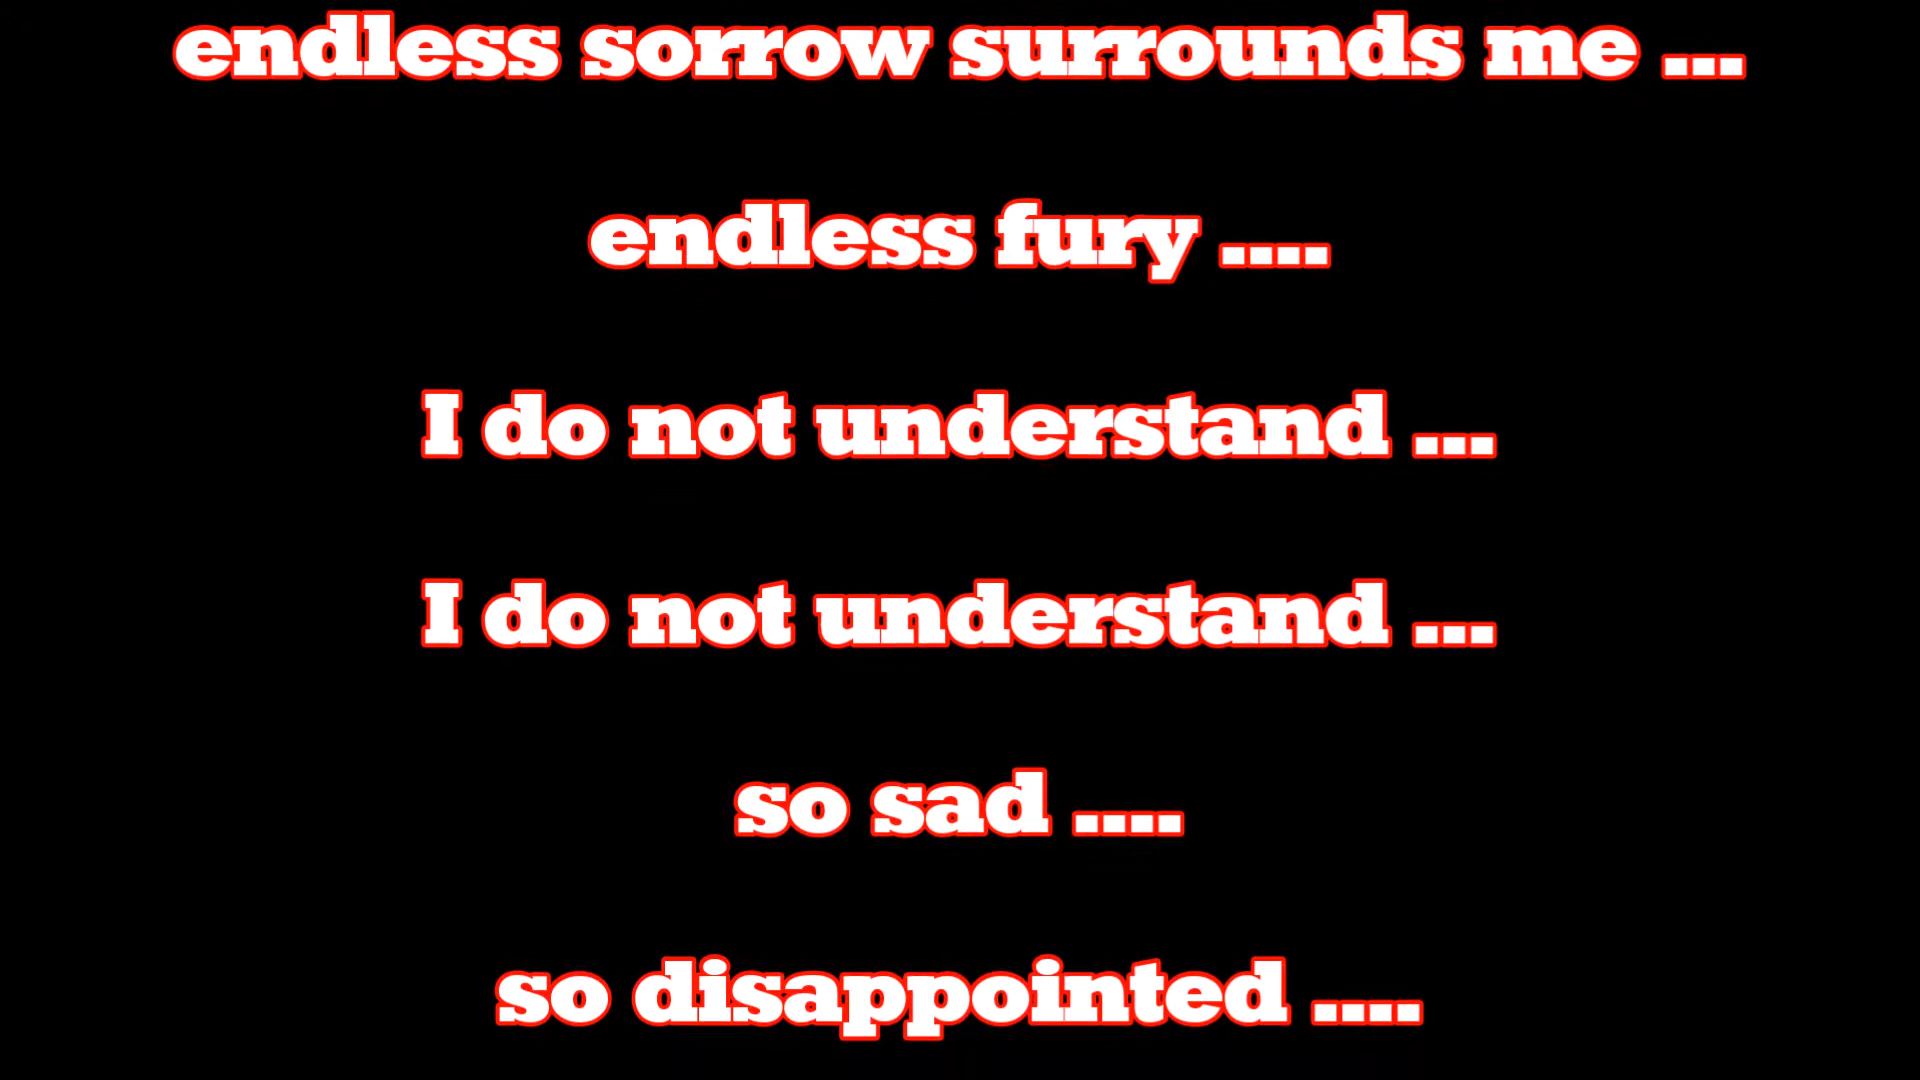 endless sorrow surrounds me ...
endless fury ....
I do not understand ...
I do not understand ...
so sad ....
so disappointed ....